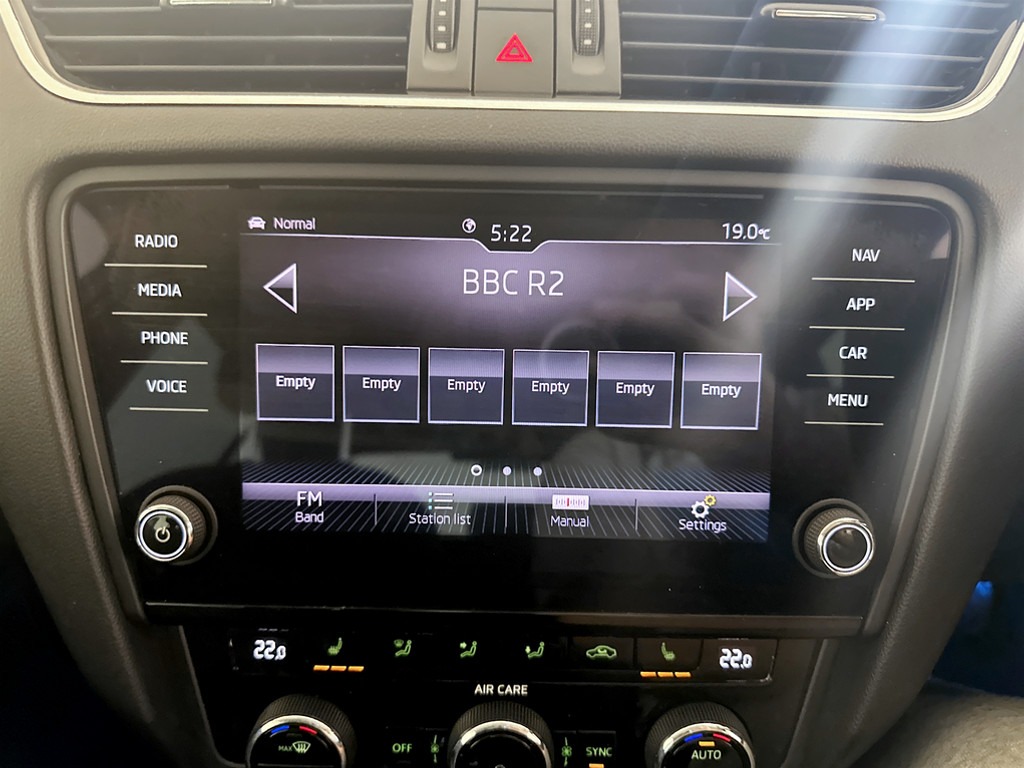 Normal 5:22 19.0°C
RADIO
MEDIA
PHONE
VOICE
BBC R2
NAV
APP
CAR
MENU
Empty Empty Empty Empty Empty Empty
FM
Band Station list Manual Settings
22.0 22.0
AIR CARE
MAX OFF SYNC AUTO